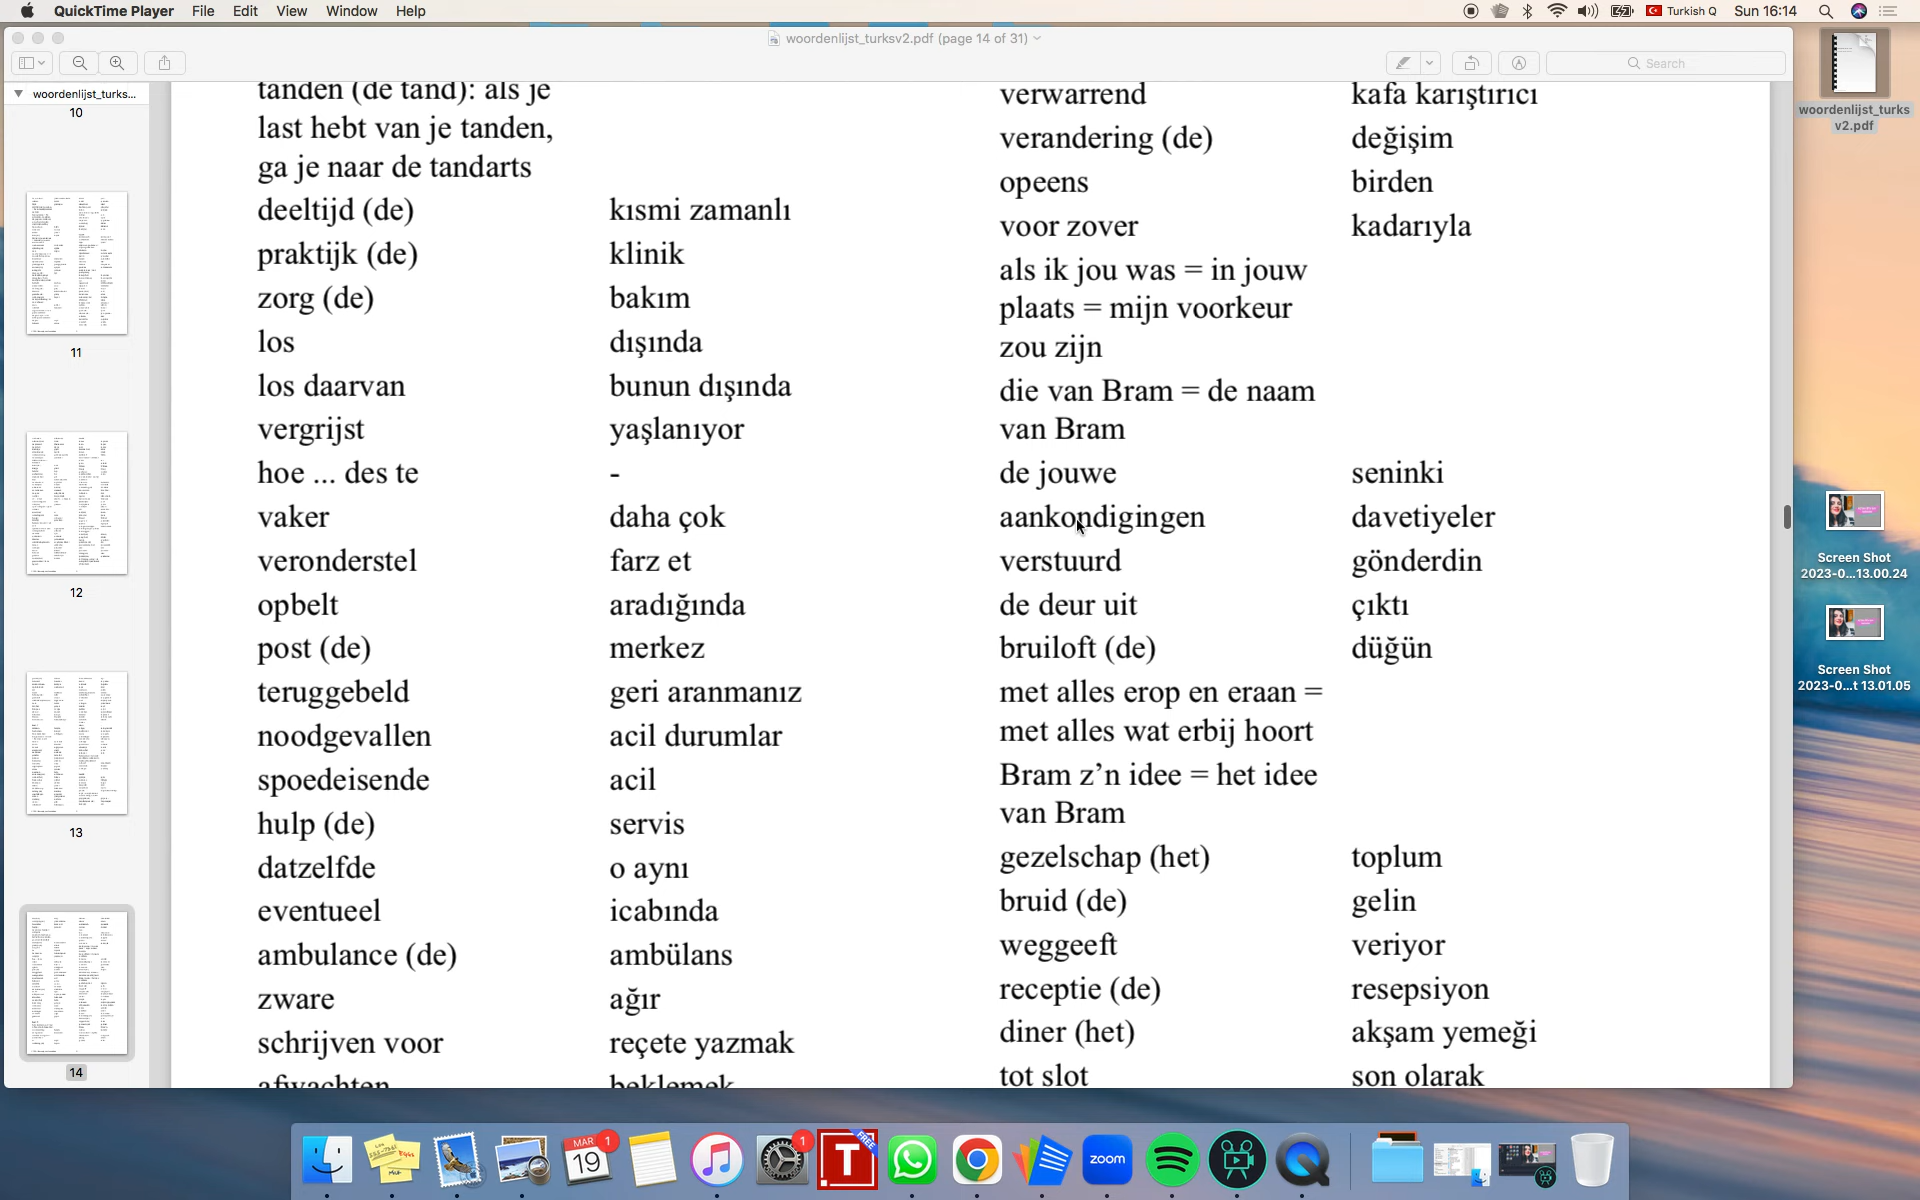 QuickTime Player File Edit View Window Help
Turkish Q Sun 16:14
woordenlijst_turksv2.pdf (page 14 of 31)
Search
woordenlijst_turks...
10
11
12
13
14
tanden (de tand): als je
last hebt van je tanden,
ga je naar de tandarts
deeltijd (de) kısmi zamanlı
praktijk (de) klinik
zorg (de) bakım
los dışında
los daarvan bunun dışında
vergrijst yaşlanıyor
hoe ... des te -
vaker daha çok
veronderstel farz et
opbelt aradığında
post (de) merkez
teruggebeld geri aranmanız
noodgevallen acil durumlar
spoedeisende acil
hulp (de) servis
datzelfde o aynı
eventueel icabında
ambulance (de) ambülans
zware ağır
schrijven voor reçete yazmak
afwachten beklemek
verwarrend kafa karıştırıcı
verandering (de) değişim
opeens birden
voor zover kadarıyla
als ik jou was = in jouw
plaats = mijn voorkeur
zou zijn
die van Bram = de naam
van Bram
de jouwe seninki
aankondigingen davetiyeler
verstuurd gönderdin
de deur uit çıktı
bruiloft (de) düğün
met alles erop en eraan =
met alles wat erbij hoort
Bram z’n idee = het idee
van Bram
gezelschap (het) toplum
bruid (de) gelin
weggeeft veriyor
receptie (de) resepsiyon
diner (het) akşam yemeği
tot slot son olarak
woordenlijst_turks
v2.pdf
Screen Shot
2023-0...13.00.24
Screen Shot
2023-0...t 13.01.05
MAR
19
1
1
T
FREE
zoom